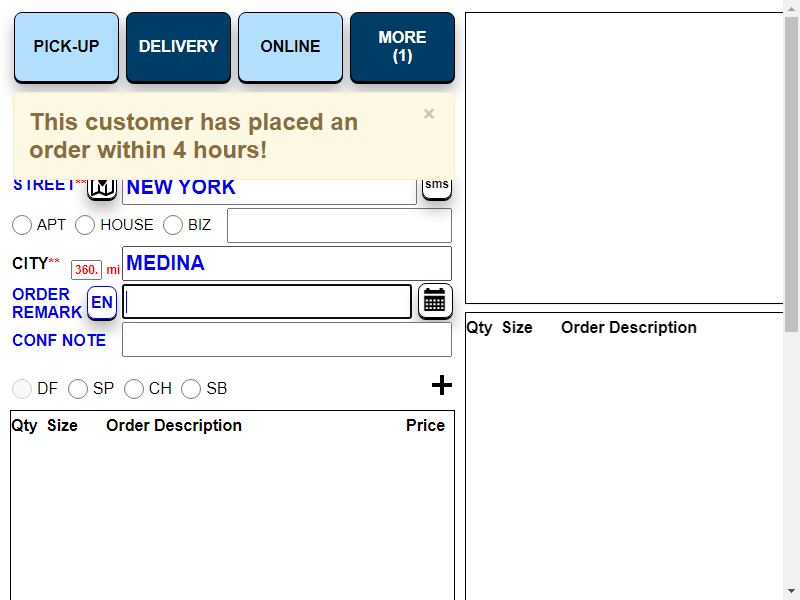 PICK-UP
DELIVERY
ONLINE
MORE
(1)
This customer has placed an
order within 4 hours!
×
STREET**
NEW YORK
sms
APT
HOUSE
BIZ
CITY**
360.
mi
MEDINA
ORDER
REMARK
EN
CONF NOTE
DF
SP
CH
SB
+
Qty Size Order Description Price
Qty Size Order Description